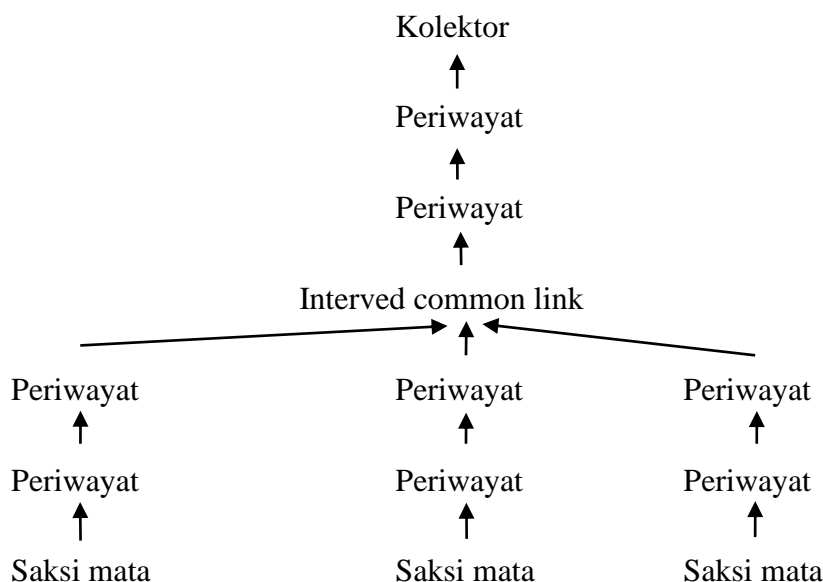 Kolektor
Periwayat
Periwayat
Interved common link
Periwayat Periwayat Periwayat
Periwayat Periwayat Periwayat
Saksi mata Saksi mata Saksi mata